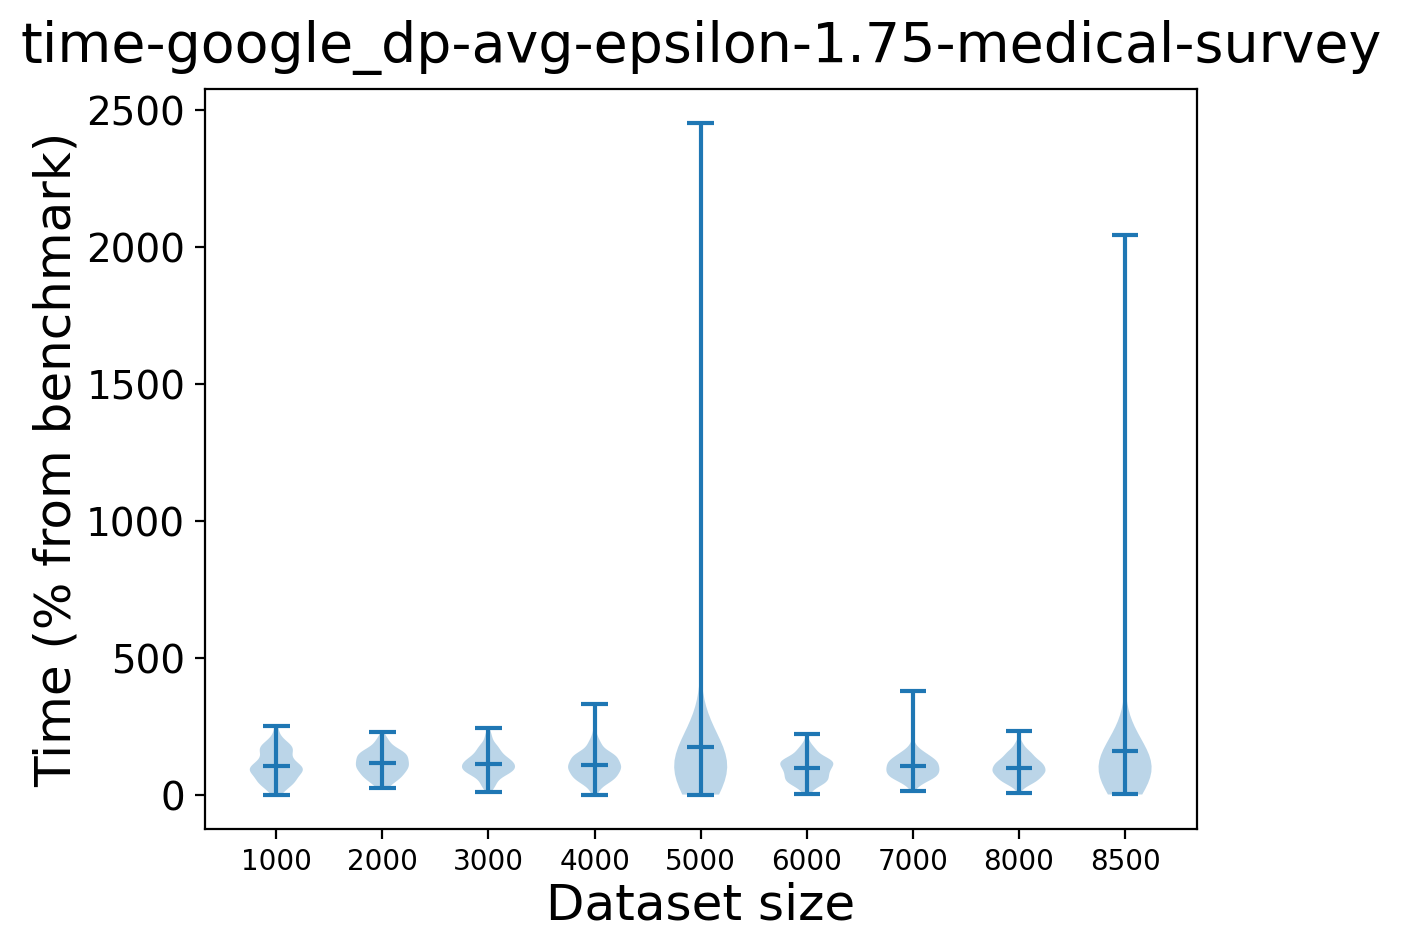 time-google_dp-avg-epsilon-1.75-medical-survey
Time (% from benchmark)
2500
2000
1500
1000
500
0
1000 2000 3000 4000 5000 6000 7000 8000 8500
Dataset size